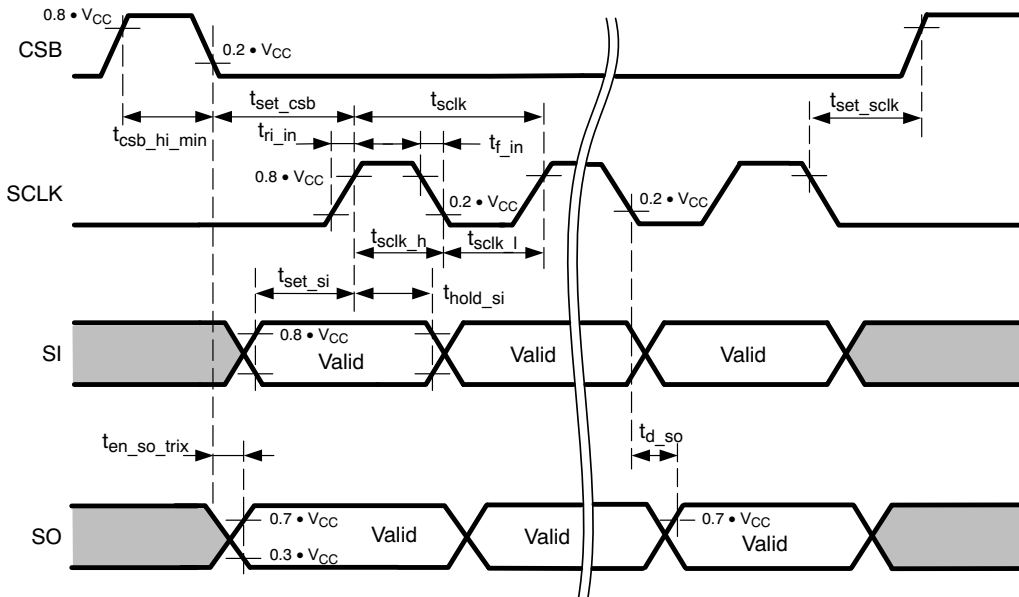 0.8 • VCC
CSB
0.2 • VCC
tset_csb
tsclk
tset_sclk
tcsb_hi_min
tri_in
tf_in
SCLK
0.8 • VCC
0.2 • VCC
0.2 • VCC
tsclk_h
tsclk_l
tset_si
thold_si
SI
0.8 • VCC
Valid
Valid
Valid
ten_so_trix
td_so
SO
0.7 • VCC
Valid
Valid
0.7 • VCC
Valid
0.3 • VCC